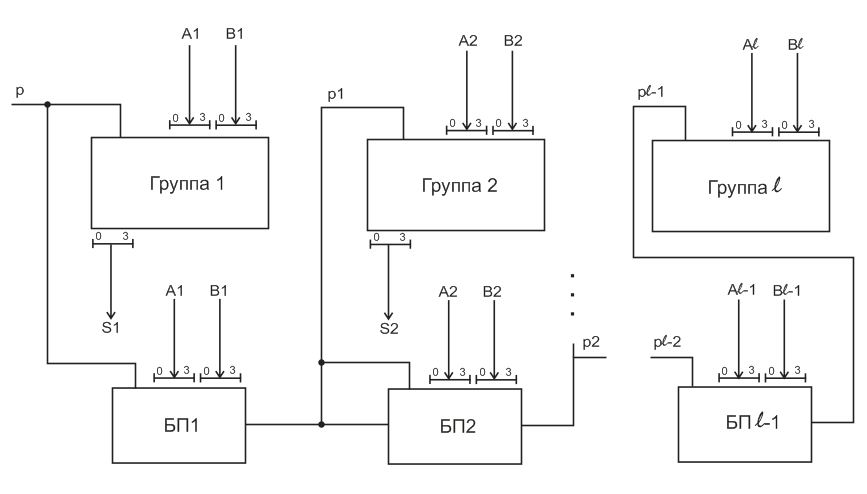 A1 B1
A2 B2
Aℓ Bℓ
p
p1
pℓ-1
0 3 0 3
0 3 0 3
0 3 0 3
Группа 1
Группа 2
Группа ℓ
0 3
0 3
S1
S2
A1 B1
A2 B2
Aℓ-1 Bℓ-1
p2
pℓ-2
0 3 0 3
0 3 0 3
0 3 0 3
БП1
БП2
БПℓ-1